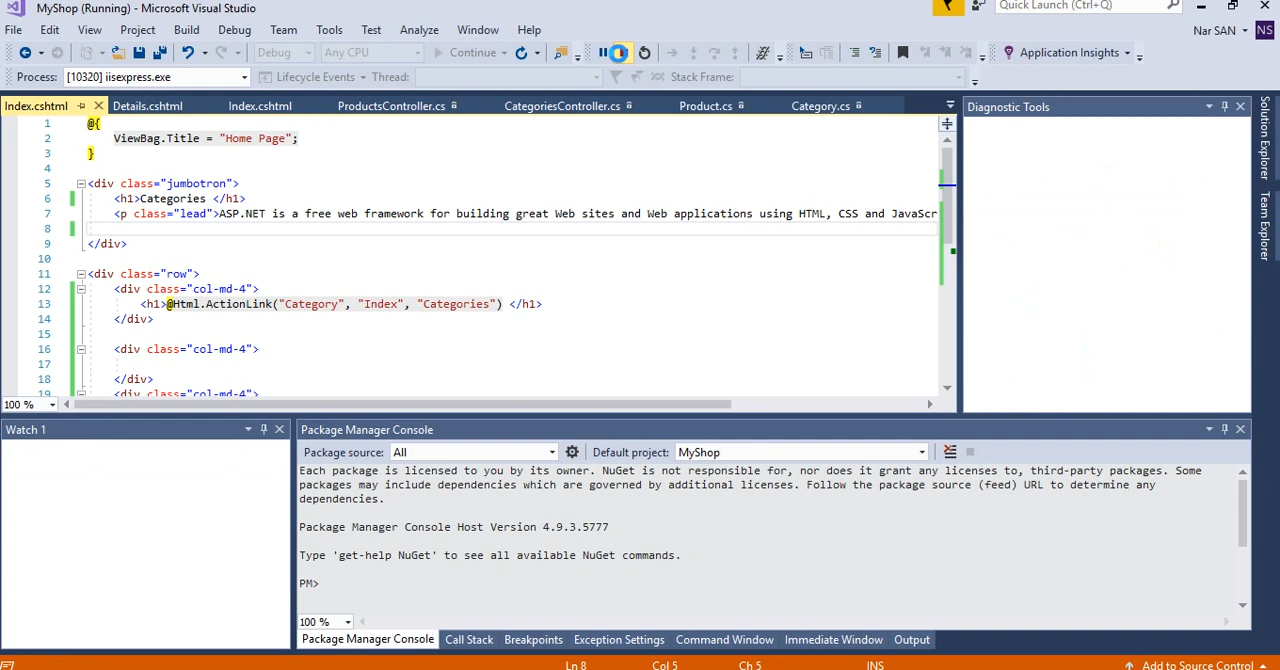 MyShop (Running) - Microsoft Visual Studio
Quick Launch (Ctrl+Q)
File Edit View Project Build Debug Team Tools Test Analyze Window Help
Nar SAN NS
Debug Any CPU Continue Application Insights
Process: [10320] iisexpress.exe Lifecycle Events Thread: Stack Frame:
Index.cshtml Details.cshtml Index.cshtml ProductsController.cs CategoriesController.cs Product.cs Category.cs
Diagnostic Tools
Solution Explorer
Team Explorer
1 @{
2 ViewBag.Title = "Home Page";
3 }
4
5 <div class="jumbotron">
6 <h1>Categories </h1>
7 <p class="lead">ASP.NET is a free web framework for building great Web sites and Web applications using HTML, CSS and JavaScr
8
9 </div>
10
11 <div class="row">
12 <div class="col-md-4">
13 <h1>@Html.ActionLink("Category", "Index", "Categories") </h1>
14 </div>
15
16 <div class="col-md-4">
17
18 </div>
19 <div class="col-md-4">
100 %
Watch 1
Package Manager Console
Package source: All Default project: MyShop
Each package is licensed to you by its owner. NuGet is not responsible for, nor does it grant any licenses to, third-party packages. Some
packages may include dependencies which are governed by additional licenses. Follow the package source (feed) URL to determine any
dependencies.
Package Manager Console Host Version 4.9.3.5777
Type 'get-help NuGet' to see all available NuGet commands.
PM>
100 %
Package Manager Console Call Stack Breakpoints Exception Settings Command Window Immediate Window Output
Ln 8 Col 5 Ch 5 INS Add to Source Control